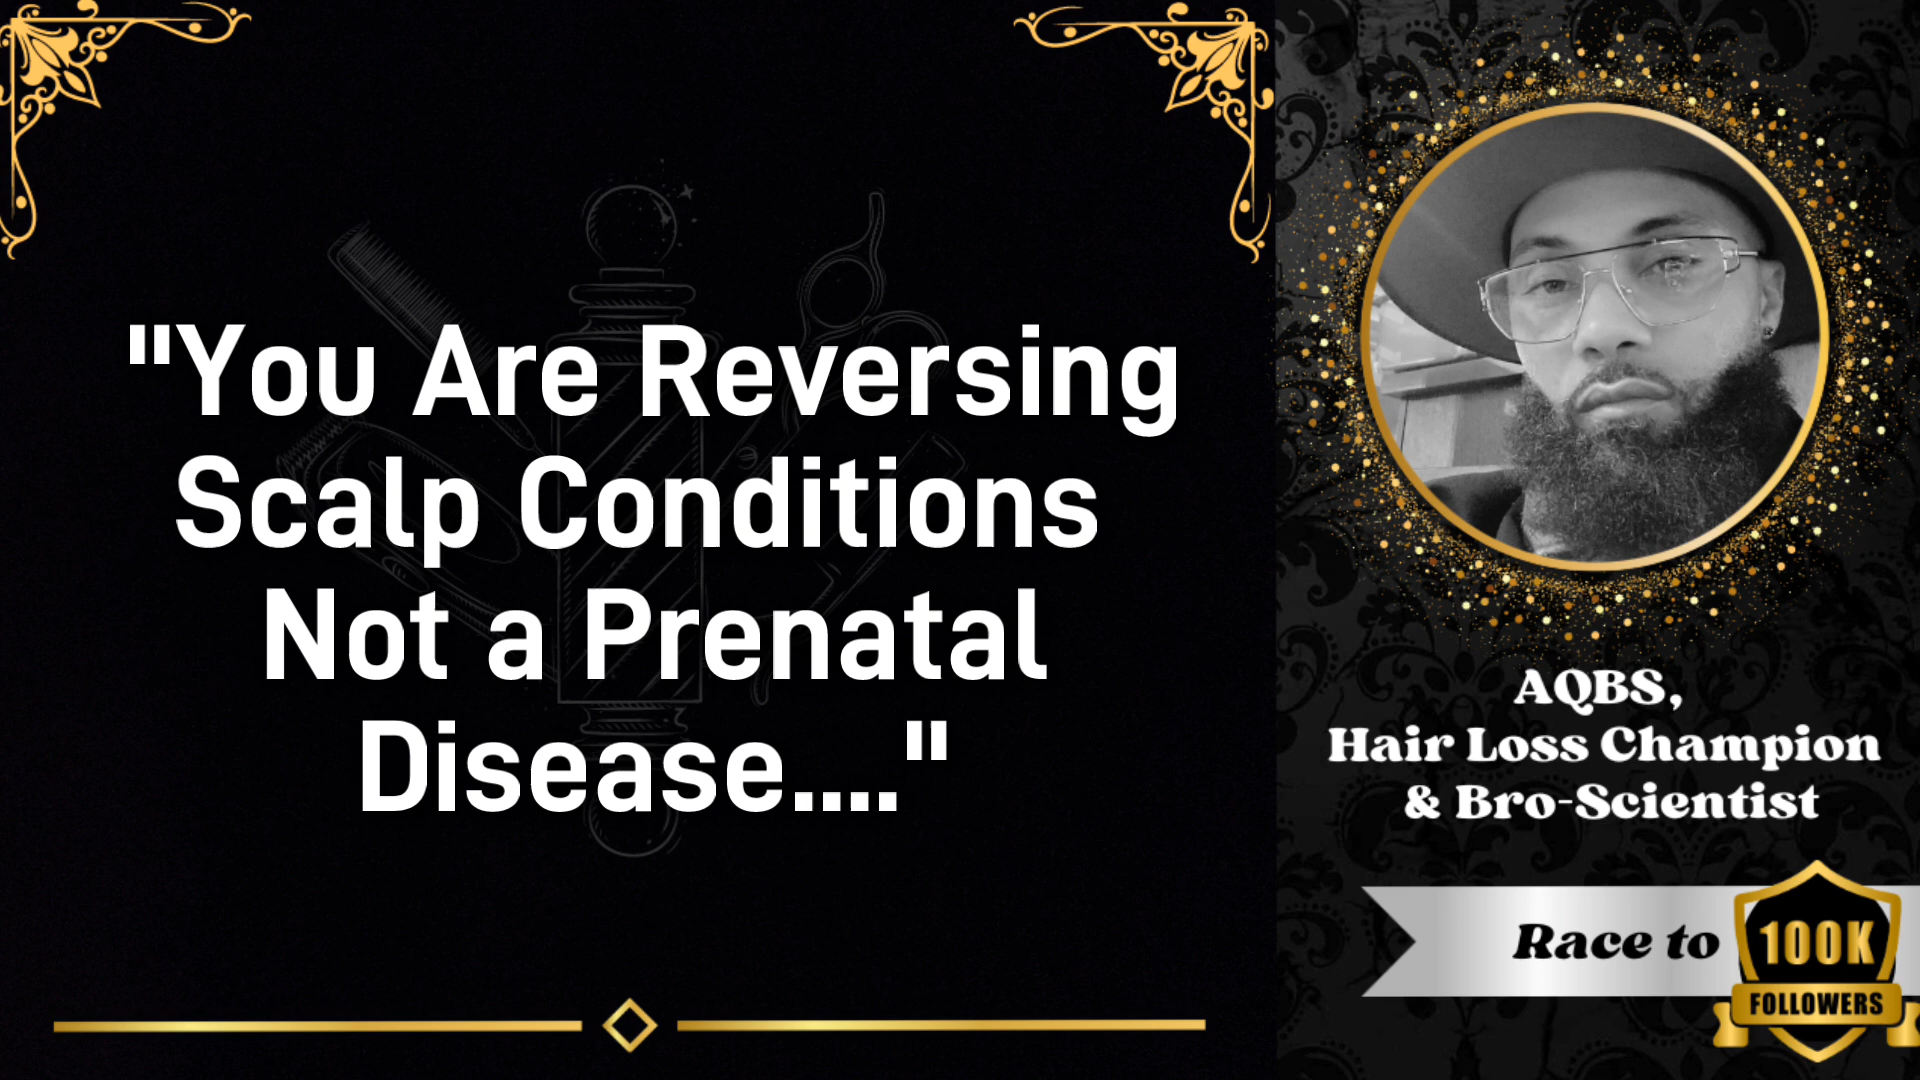 "You Are Reversing
Scalp Conditions
Not a Prenatal
Disease...."
AQBS,
Hair Loss Champion
& Bro-Scientist
Race to
100K
FOLLOWERS